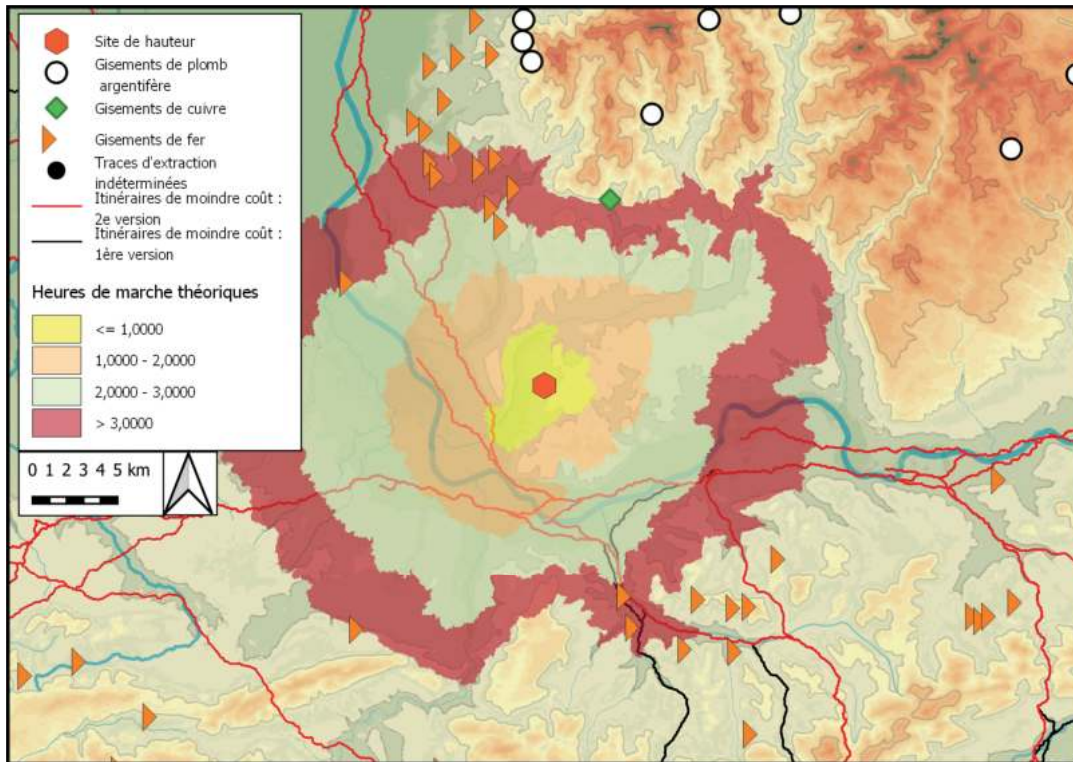 Site de hauteur
Gisements de plomb
argentifère
Gisements de cuivre
Gisements de fer
Traces d'extraction
indéterminées
Itinéraires de moindre coût :
2e version
Itinéraires de moindre coût :
1ère version
Heures de marche théoriques
<= 1,0000
1,0000 - 2,0000
2,0000 - 3,0000
> 3,0000
0 1 2 3 4 5 km